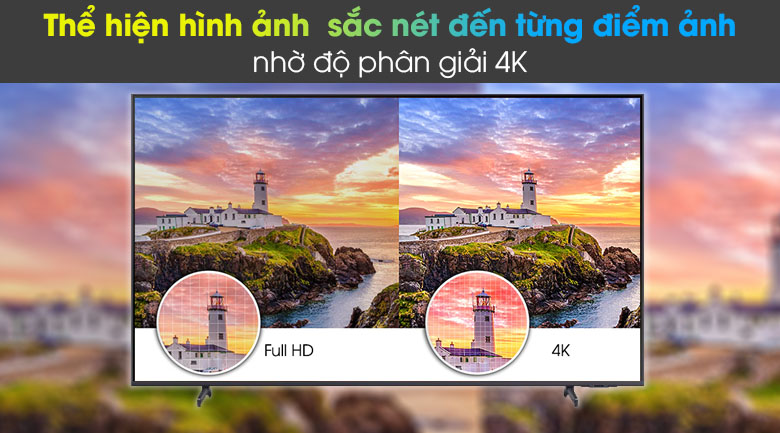 Thể hiện hình ảnh sắc nét đến từng điểm ảnh
nhờ độ phân giải 4K
Full HD
4K